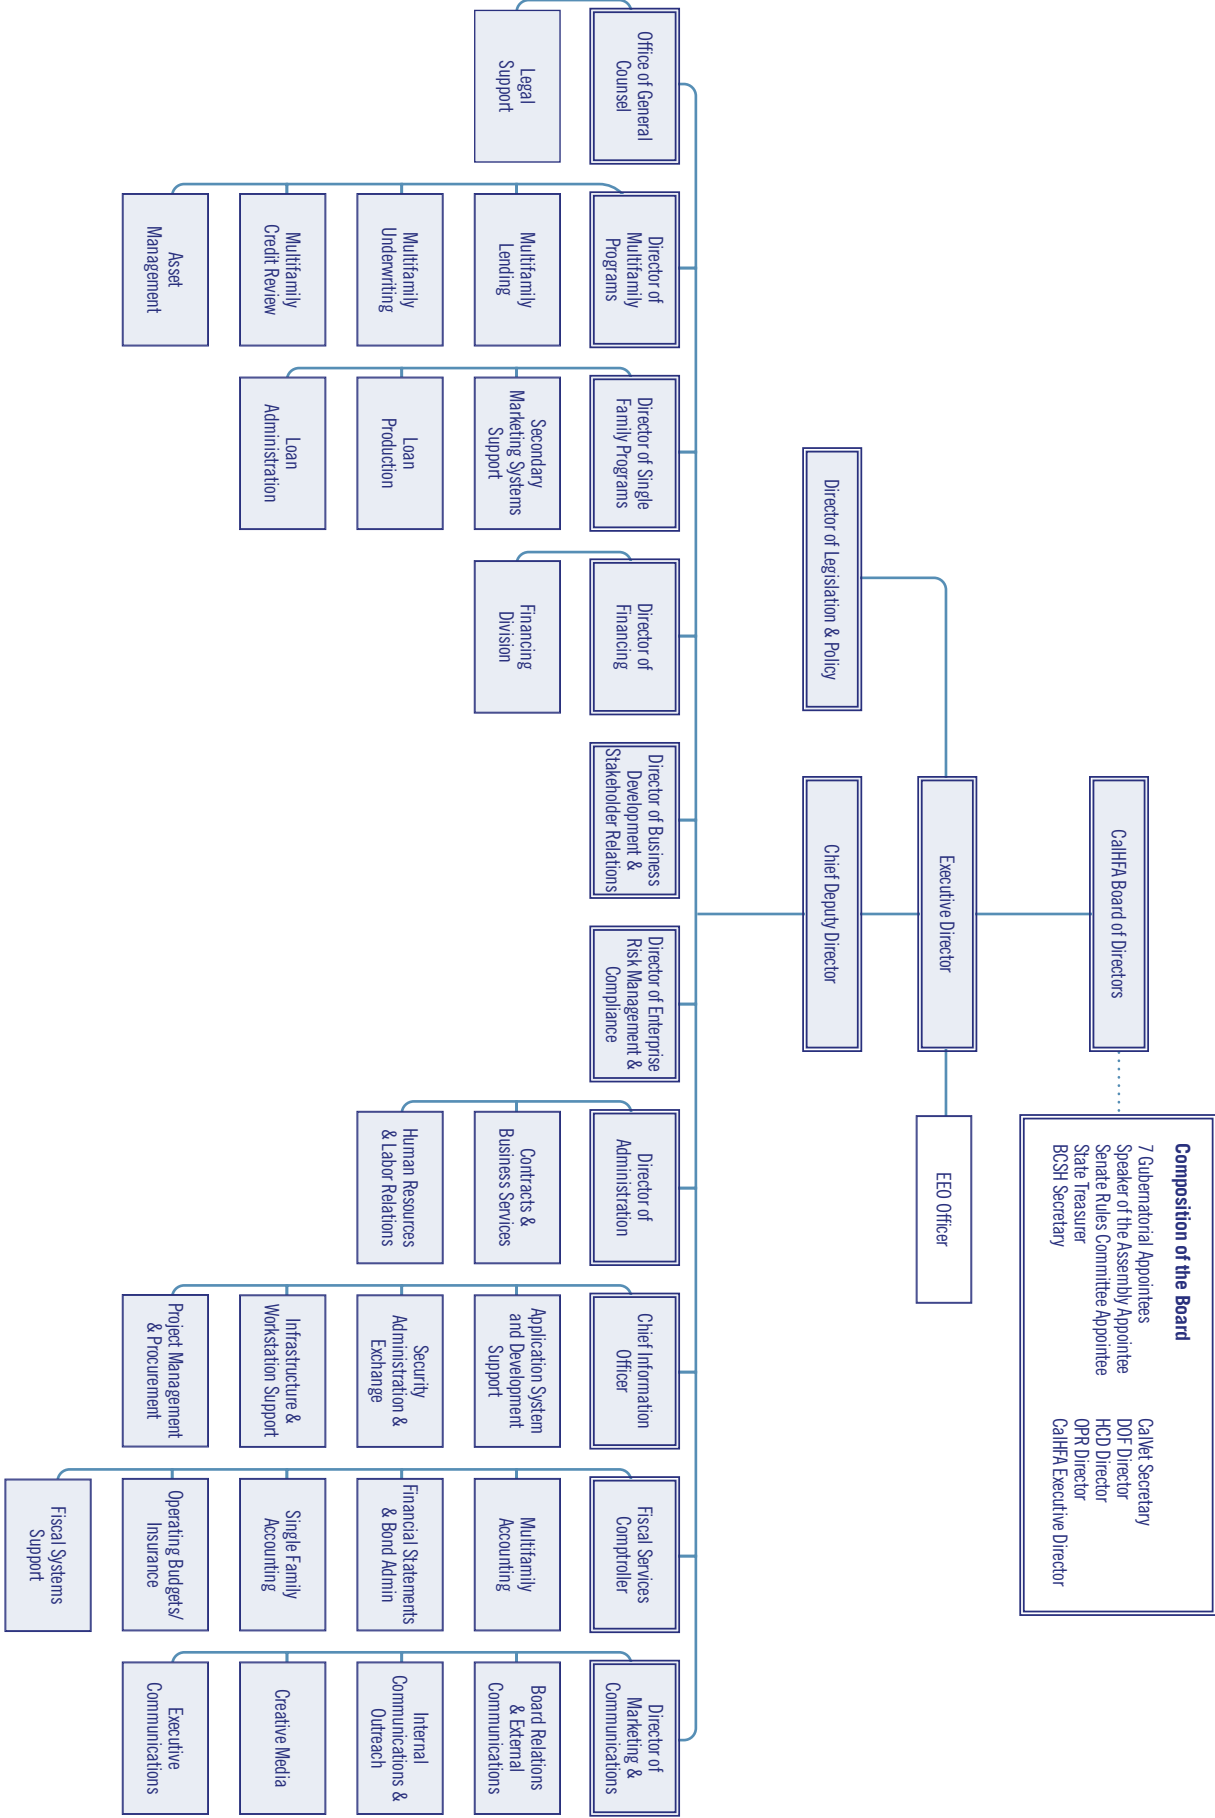 CalHFA Board of Directors
Composition of the Board
7 Gubernatorial Appointees
Speaker of the Assembly Appointee
Senate Rules Committee Appointee
State Treasurer
BCSH Secretary
CalVet Secretary
DOF Director
HCD Director
OPR Director
CalHFA Executive Director
Executive Director
EEO Officer
Director of Legislation & Policy
Chief Deputy Director
Office of General
Counsel
Legal
Support
Director of
Multifamily
Programs
Multifamily
Lending
Multifamily
Underwriting
Multifamily
Credit Review
Asset
Management
Director of Single
Family Programs
Secondary
Marketing Systems
Support
Loan
Production
Loan
Administration
Director of
Financing
Financing
Division
Director of Business
Development &
Stakeholder Relations
Director of Enterprise
Risk Management &
Compliance
Director of
Administration
Contracts &
Business Services
Human Resources
& Labor Relations
Chief Information
Officer
Application System
and Development
Support
Security
Administration &
Exchange
Infrastructure &
Workstation Support
Project Management
& Procurement
Fiscal Services
Comptroller
Multifamily
Accounting
Financial Statements
& Bond Admin
Single Family
Accounting
Operating Budgets/
Insurance
Fiscal Systems
Support
Director of
Marketing &
Communications
Board Relations
& External
Communications
Internal
Communications &
Outreach
Creative Media
Executive
Communications